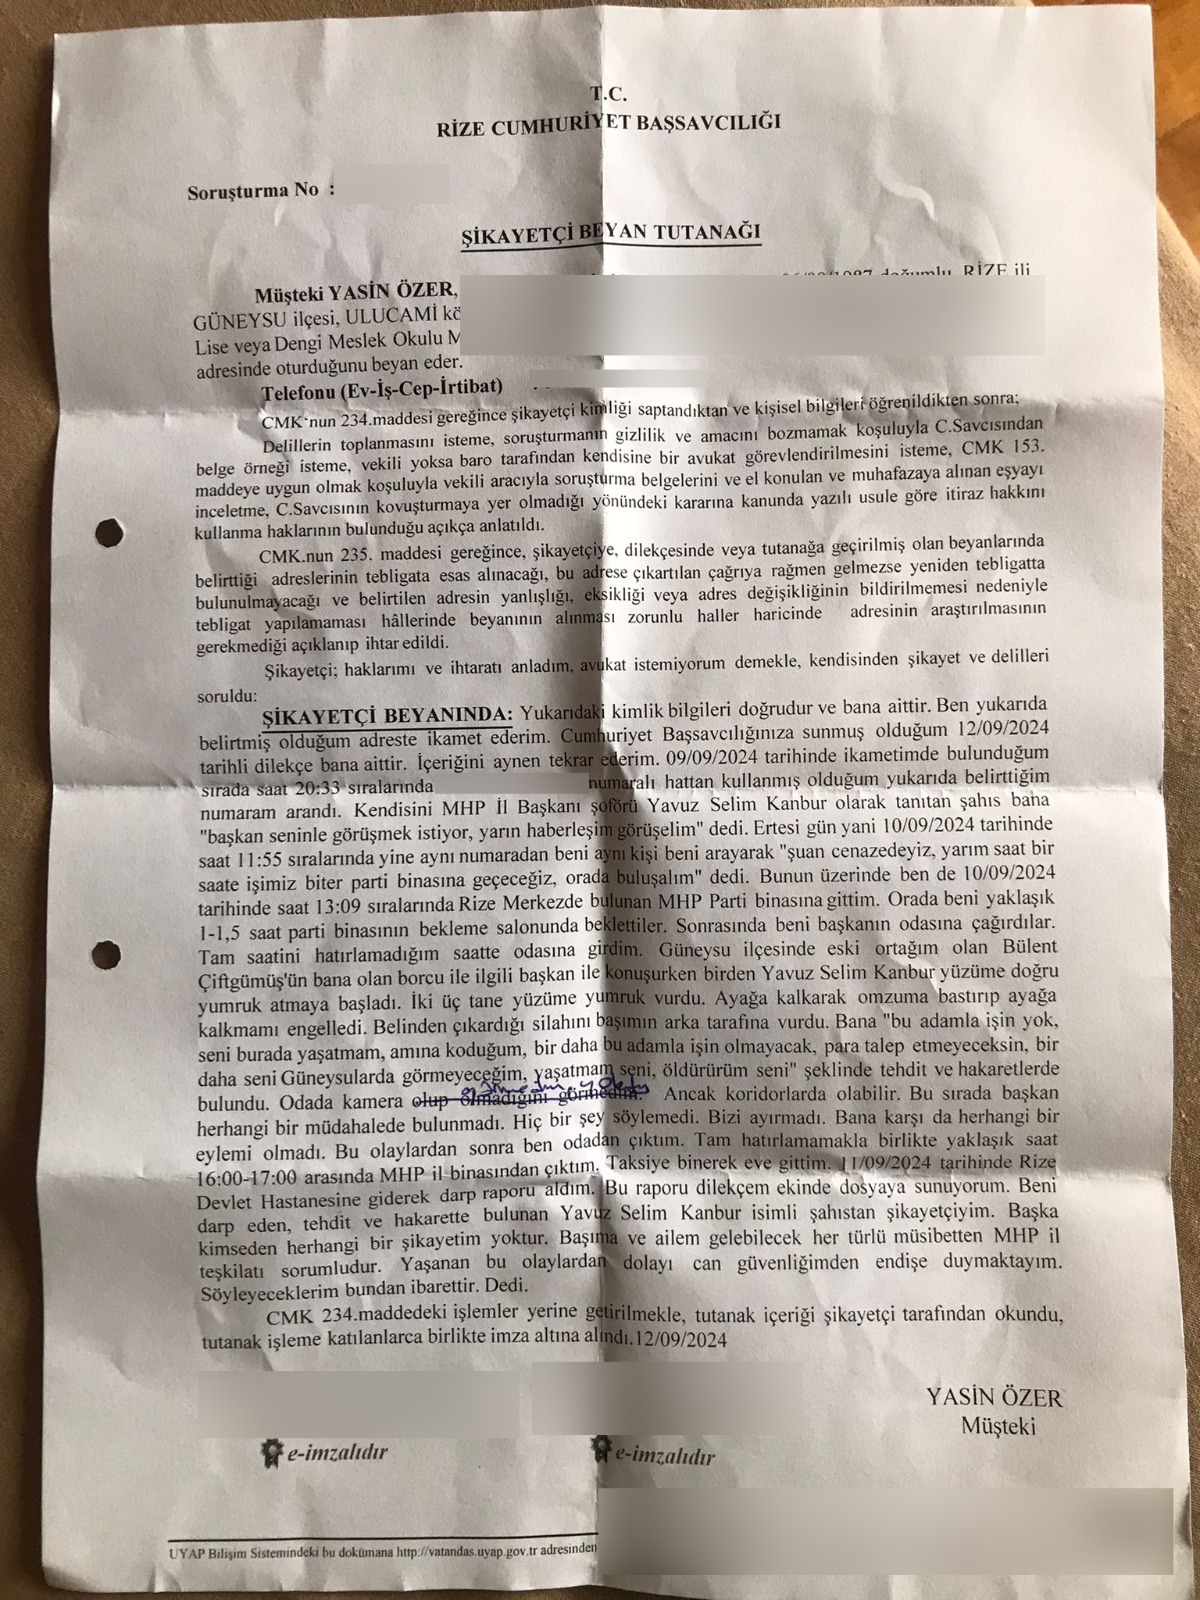 T.C.
RİZE CUMHURİYET BAŞSAVCILIĞI
Soruşturma No :
ŞİKAYETÇİ BEYAN TUTANAĞI
Müşteki YASİN ÖZER, doğumlu, RİZE ili
GÜNEYSU ilçesi, ULUCAMİ kö
Lise veya Dengi Meslek Okulu M
adresinde oturduğunu beyan eder.
Telefonu (Ev-İş-Cep-İrtibat)
CMK'nun 234.maddesi gereğince şikayetçi kimliği saptandıktan ve kişisel bilgileri öğrenildikten sonra;
Delillerin toplanmasını isteme, soruşturmanın gizlilik ve amacını bozmamak koşuluyla C.Savcısından
belge örneği isteme, vekili yoksa baro tarafından kendisine bir avukat görevlendirilmesini isteme, CMK 153.
maddeye uygun olmak koşuluyla vekili aracıyla soruşturma belgelerini ve el konulan ve muhafazaya alınan eşyayı
inceletme, C.Savcısının kovuşturmaya yer olmadığı yönündeki kararına kanunda yazılı usule göre itiraz hakkını
kullanma haklarının bulunduğu açıkça anlatıldı.
CMK.nun 235. maddesi gereğince, şikayetçiye, dilekçesinde veya tutanağa geçirilmiş olan beyanlarında
belirttiği adreslerinin tebligata esas alınacağı, bu adrese çıkartılan çağrıya rağmen gelmezse yeniden tebligatta
bulunulmayacağı ve belirtilen adresin yanlışlığı, eksikliği veya adres değişikliğinin bildirilmemesi nedeniyle
tebligat yapılamaması hâllerinde beyanının alınması zorunlu haller haricinde adresinin araştırılmasının
gerekmediği açıklanıp ihtar edildi.
Şikayetçi; haklarımı ve ihtaratı anladım, avukat istemiyorum demekle, kendisinden şikayet ve delilleri
soruldu:
ŞİKAYETÇİ BEYANINDA: Yukarıdaki kimlik bilgileri doğrudur ve bana aittir. Ben yukarıda
belirtmiş olduğum adreste ikamet ederim. Cumhuriyet Başsavcılığınıza sunmuş olduğum 12/09/2024
tarihli dilekçe bana aittir. İçeriğini aynen tekrar ederim. 09/09/2024 tarihinde ikametimde bulunduğum
sırada saat 20:33 sıralarında numaralı hattan kullanmış olduğum yukarıda belirttiğim
numaram arandı. Kendisini MHP İl Başkanı şoförü Yavuz Selim Kanbur olarak tanıtan şahıs bana
"başkan seninle görüşmek istiyor, yarın haberleşim görüşelim" dedi. Ertesi gün yani 10/09/2024 tarihinde
saat 11:55 sıralarında yine aynı numaradan beni aynı kişi beni arayarak "şuan cenazedeyiz, yarım saat bir
saate işimiz biter parti binasına geçeceğiz, orada buluşalım" dedi. Bunun üzerinde ben de 10/09/2024
tarihinde saat 13:09 sıralarında Rize Merkezde bulunan MHP Parti binasına gittim. Orada beni yaklaşık
1-1,5 saat parti binasının bekleme salonunda beklettiler. Sonrasında beni başkanın odasına çağırdılar.
Tam saatini hatırlamadığım saatte odasına girdim. Güneysu ilçesinde eski ortağım olan Bülent
Çiftgümüş'ün bana olan borcu ile ilgili başkan ile konuşurken birden Yavuz Selim Kanbur yüzüme doğru
yumruk atmaya başladı. İki üç tane yüzüme yumruk vurdu. Ayağa kalkarak omzuma bastırıp ayağa
kalkmamı engelledi. Belinden çıkardığı silahını başımın arka tarafına vurdu. Bana "bu adamla işin yok,
seni burada yaşatmam, amına koduğum, bir daha bu adamla işin olmayacak, para talep etmeyeceksin, bir
daha seni Güneysularda görmeyeceğim, yaşatmam seni, öldürürüm seni" şeklinde tehdit ve hakaretlerde
bulundu. Odada kamera olup olmadığını görmedim. Ancak koridorlarda olabilir. Bu sırada başkan
herhangi bir müdahalede bulunmadı. Hiç bir şey söylemedi. Bizi ayırmadı. Bana karşı da herhangi bir
eylemi olmadı. Bu olaylardan sonra ben odadan çıktım. Tam hatırlamamakla birlikte yaklaşık saat
16:00-17:00 arasında MHP il binasından çıktım. Taksiye binerek eve gittim. 11/09/2024 tarihinde Rize
Devlet Hastanesine giderek darp raporu aldım. Bu raporu dilekçem ekinde dosyaya sunuyorum. Beni
darp eden, tehdit ve hakarette bulunan Yavuz Selim Kanbur isimli şahıstan şikayetçiyim. Başka
kimseden herhangi bir şikayetim yoktur. Başıma ve ailem gelebilecek her türlü müsibetten MHP il
teşkilatı sorumludur. Yaşanan bu olaylardan dolayı can güvenliğimden endişe duymaktayım.
Söyleyeceklerim bundan ibarettir. Dedi.
CMK 234.maddedeki işlemler yerine getirilmekle, tutanak içeriği şikayetçi tarafından okundu,
tutanak işleme katılanlarca birlikte imza altına alındı.12/09/2024
YASİN ÖZER
Müşteki
e-imzalıdır
e-imzalıdır
UYAP Bilişim Sistemindeki bu dokümana http://vatandas.uyap.gov.tr adresinden